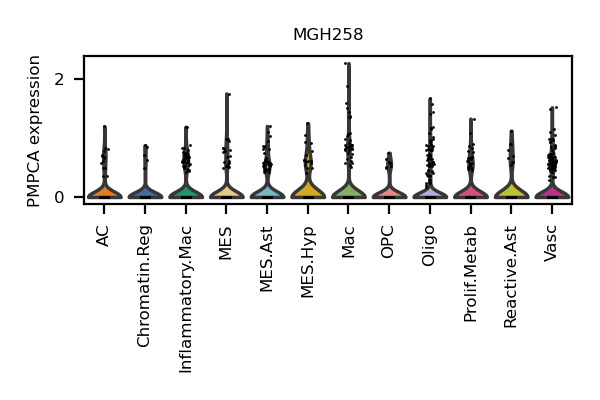 MGH258
PMPCA expression
2
0
AC
Chromatin.Reg
Inflammatory.Mac
MES
MES.Ast
MES.Hyp
Mac
OPC
Oligo
Prolif.Metab
Reactive.Ast
Vasc